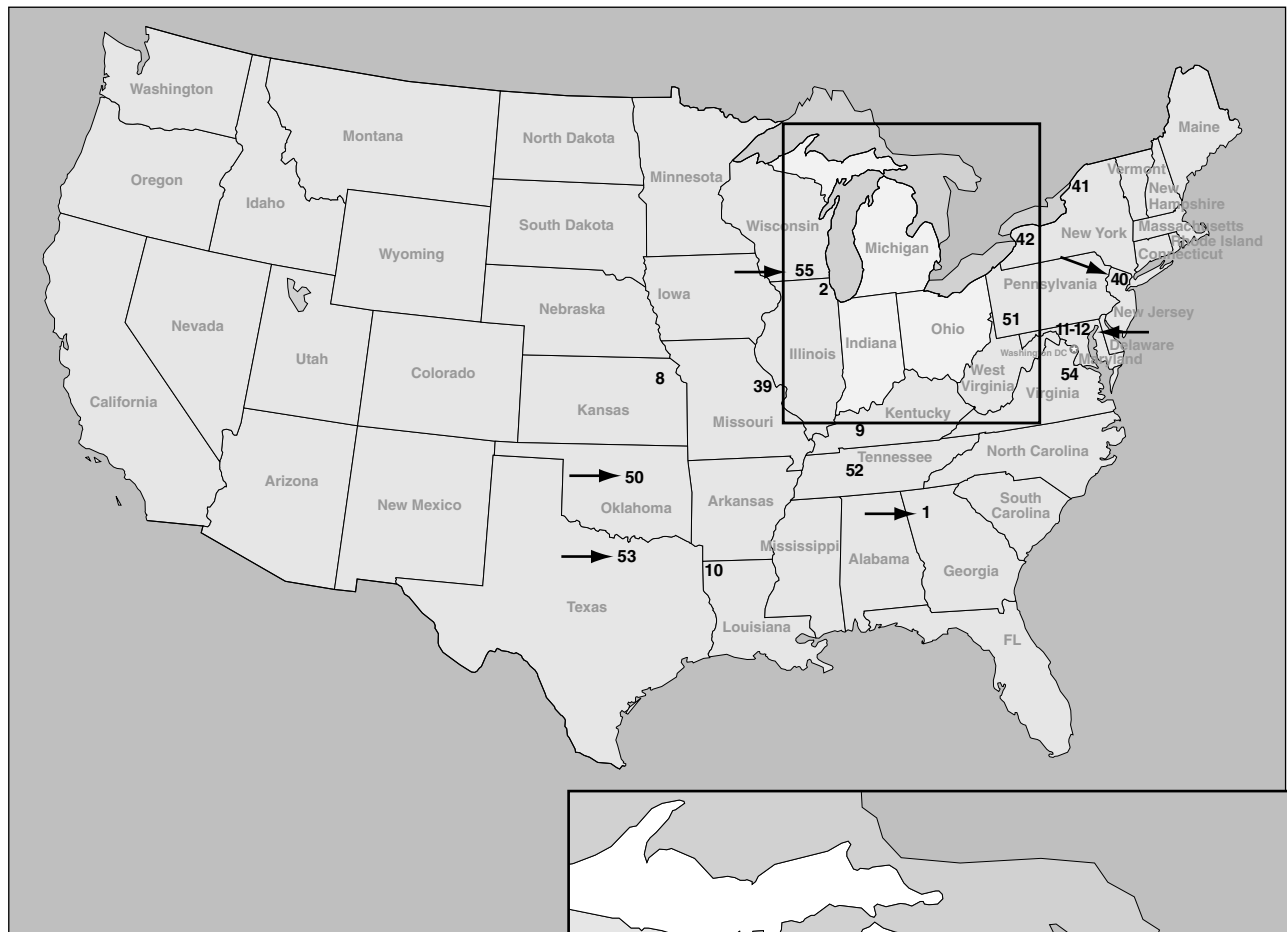 Washington
Maine
Montana
North Dakota
Vermont
Minnesota
Oregon
41
New
Hampshire
Idaho
South Dakota
Wisconsin
Massachusetts
New York
42
Rhode Island
Michigan
Connecticut
Wyoming
55
40
Pennsylvania
2
Iowa
Nebraska
New Jersey
51
Nevada
11-12
Ohio
Indiana
Delaware
Washington DC
Illinois
Maryland
Utah
West
Virginia
Colorado
54
8
39
Virginia
California
Kansas
Kentucky
Missouri
9
North Carolina
Tennessee
52
50
Arizona
South
Carolina
Arkansas
New Mexico
Oklahoma
1
Mississippi
53
Alabama
10
Georgia
Texas
Louisiana
FL